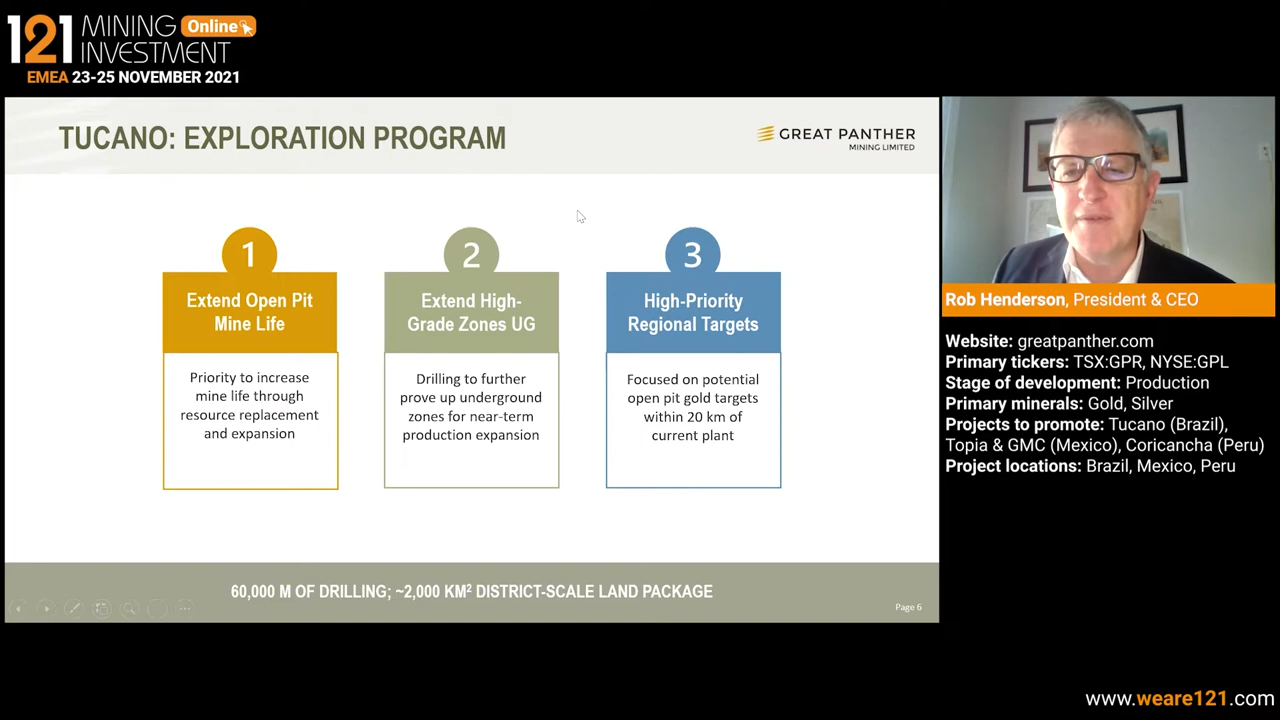 121 MINING Online
INVESTMENT
EMEA 23-25 NOVEMBER 2021
TUCANO: EXPLORATION PROGRAM
GREAT PANTHER
MINING LIMITED
1
Extend Open Pit
Mine Life
Priority to increase
mine life through
resource replacement
and expansion
2
Extend High-
Grade Zones UG
Drilling to further
prove up underground
zones for near-term
production expansion
3
High-Priority
Regional Targets
Focused on potential
open pit gold targets
within 20 km of
current plant
60,000 M OF DRILLING; ~2,000 KM² DISTRICT-SCALE LAND PACKAGE
Page 6
Rob Henderson, President & CEO
Website: greatpanther.com
Primary tickers: TSX:GPR, NYSE:GPL
Stage of development: Production
Primary minerals: Gold, Silver
Projects to promote: Tucano (Brazil),
Topia & GMC (Mexico), Coricancha (Peru)
Project locations: Brazil, Mexico, Peru
www.weare121.com